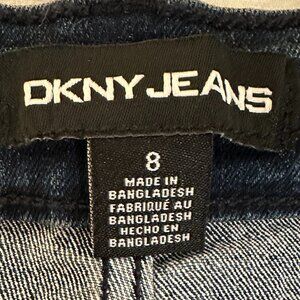 DKNY JEANS
8
MADE IN
BANGLADESH
FABRIQUÉ AU
BANGLADESH
HECHO EN
BANGLADESH